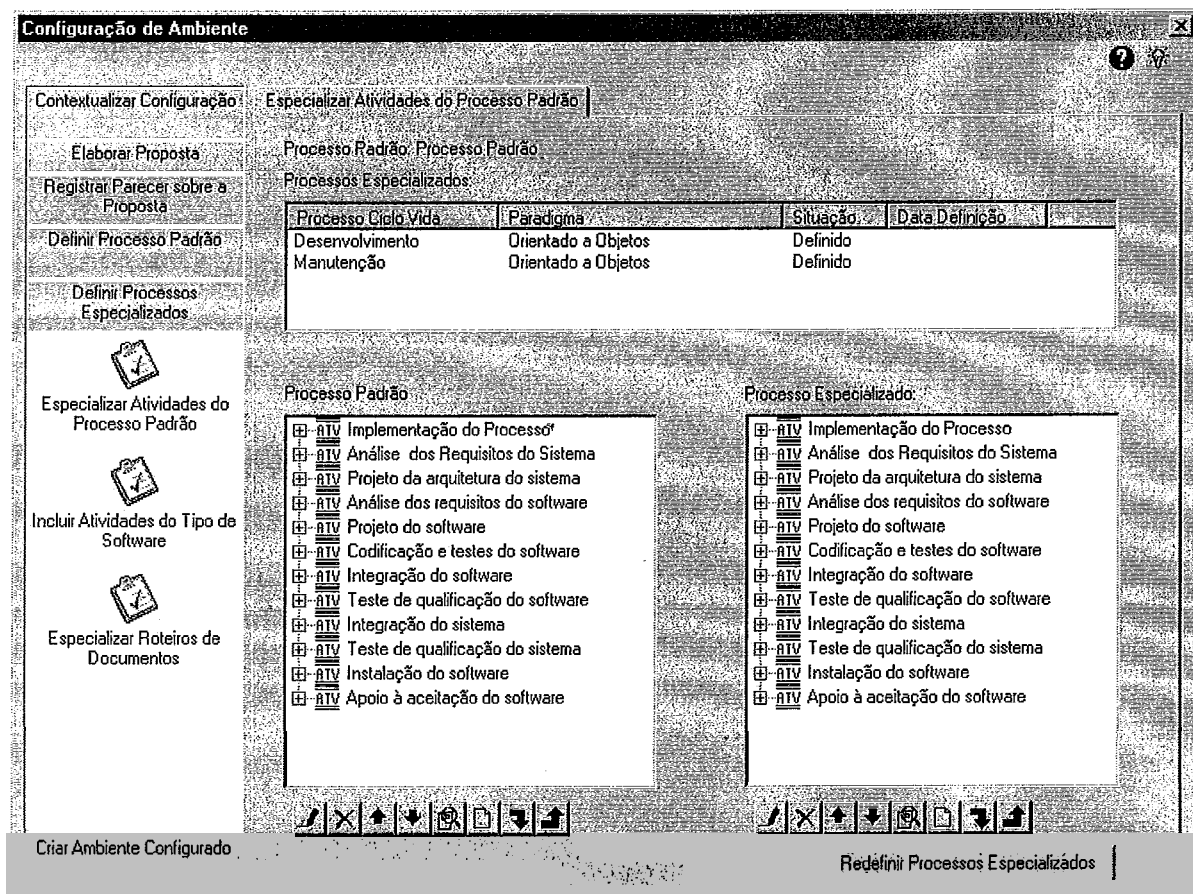 Configuração de Ambiente
Contextualizar Configuração
Elaborar Proposta
Registrar Parecer sobre a
Proposta
Definir Processo Padrão
Definir Processos
Especializados
Especializar Atividades do
Processo Padrão
Incluir Atividades do Tipo de
Software
Especializar Roteiros de
Documentos
Criar Ambiente Configurado
Especializar Atividades do Processo Padrão
Processo Padrão: Processo Padrão
Processos Especializados:
Processo Ciclo Vida Paradigma Situação Data Definição
Desenvolvimento Orientado a Objetos Definido
Manutenção Orientado a Objetos Definido
Processo Padrão
ATV Implementação do Processo
ATV Análise dos Requisitos do Sistema
ATV Projeto da arquitetura do sistema
ATV Análise dos requisitos do software
ATV Projeto do software
ATV Codificação e testes do software
ATV Integração do software
ATV Teste de qualificação do software
ATV Integração do sistema
ATV Teste de qualificação do sistema
ATV Instalação do software
ATV Apoio à aceitação do software
Processo Especializado:
ATV Implementação do Processo
ATV Análise dos Requisitos do Sistema
ATV Projeto da arquitetura do sistema
ATV Análise dos requisitos do software
ATV Projeto do software
ATV Codificação e testes do software
ATV Integração do software
ATV Teste de qualificação do software
ATV Integração do sistema
ATV Teste de qualificação do sistema
ATV Instalação do software
ATV Apoio à aceitação do software
Redefinir Processos Especializados